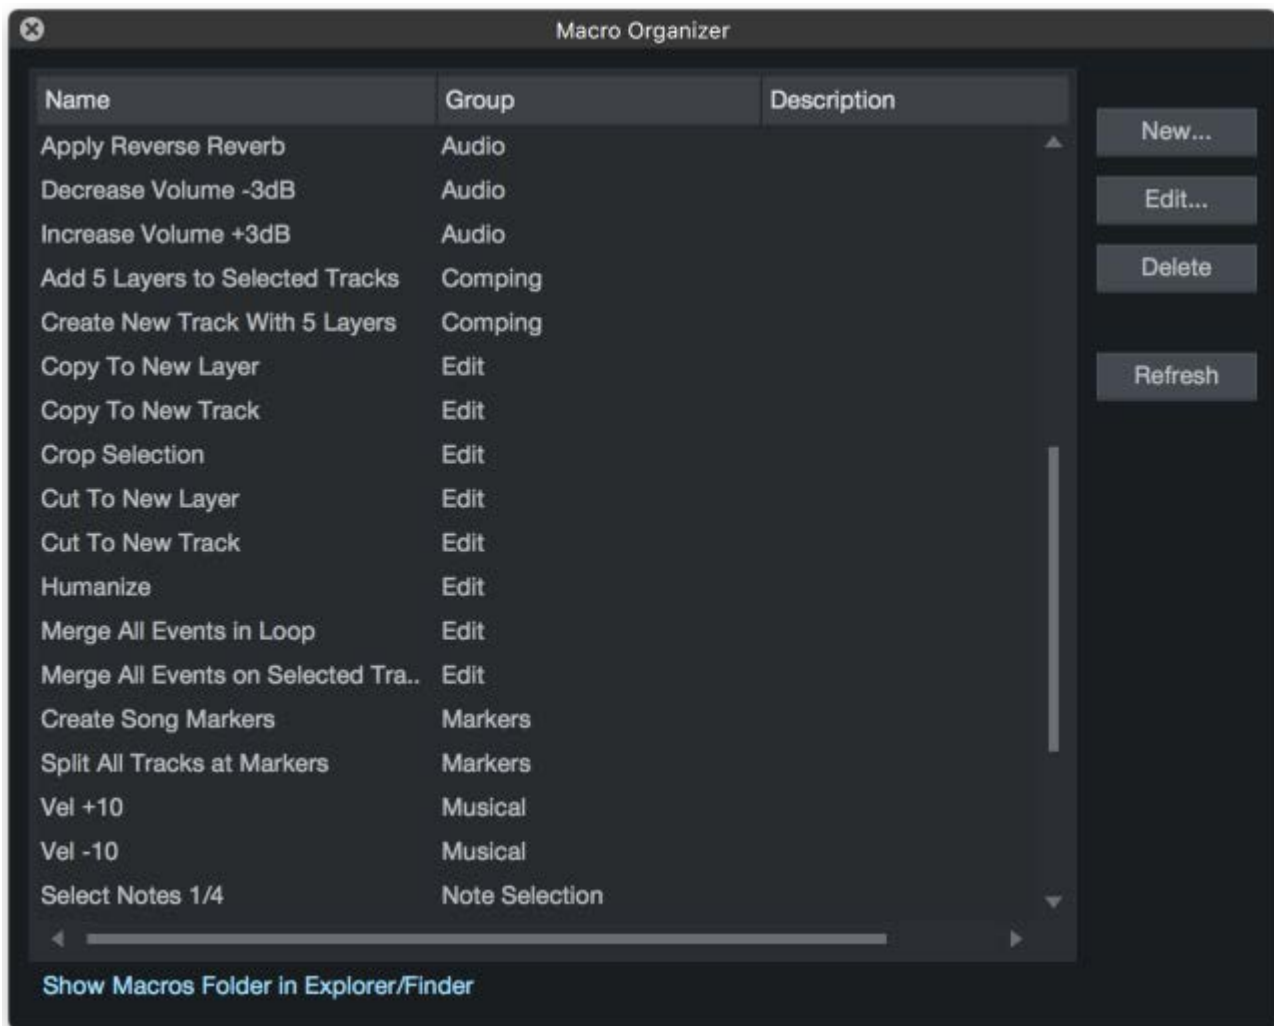 Macro Organizer
Name Group Description
Apply Reverse Reverb Audio
Decrease Volume -3dB Audio
Increase Volume +3dB Audio
Add 5 Layers to Selected Tracks Comping
Create New Track With 5 Layers Comping
Copy To New Layer Edit
Copy To New Track Edit
Crop Selection Edit
Cut To New Layer Edit
Cut To New Track Edit
Humanize Edit
Merge All Events in Loop Edit
Merge All Events on Selected Tra.. Edit
Create Song Markers Markers
Split All Tracks at Markers Markers
Vel +10 Musical
Vel -10 Musical
Select Notes 1/4 Note Selection
New...
Edit...
Delete
Refresh
Show Macros Folder in Explorer/Finder